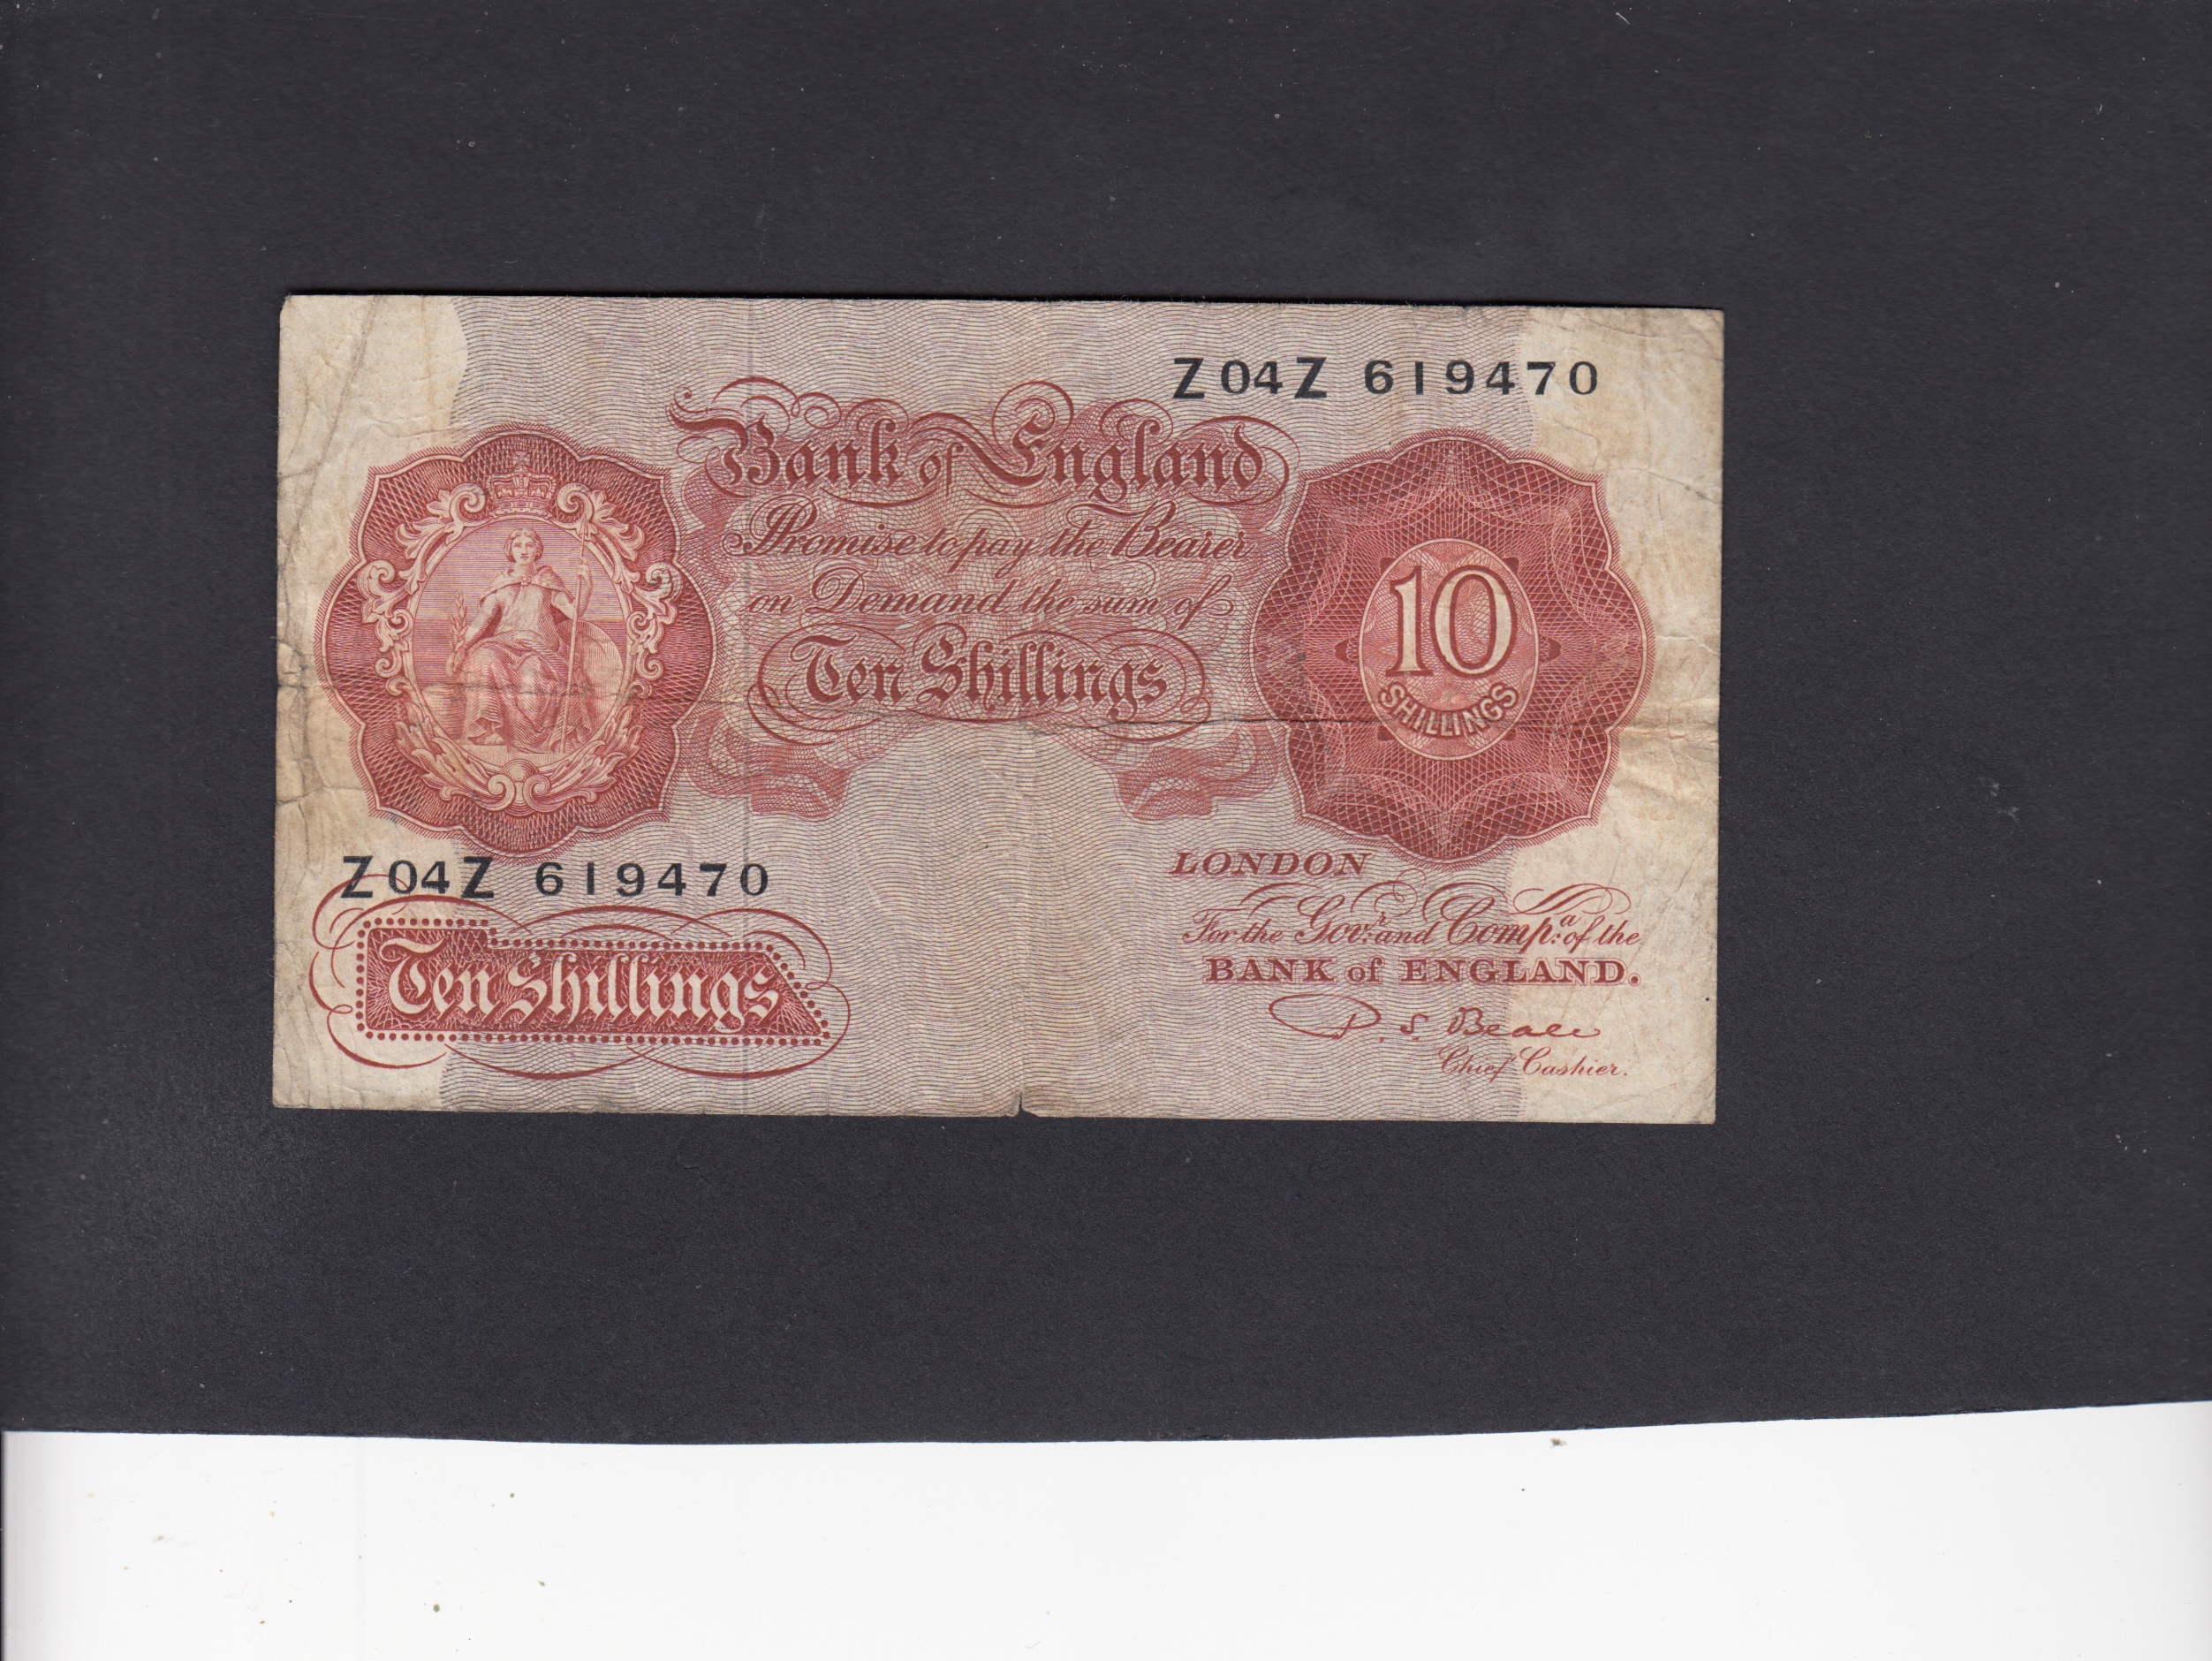 Z04Z 619470
Bank of England
Promise to pay the Bearer
on Demand the sum of
Ten Shillings
10
SHILLINGS
Z04Z 619470
Ten Shillings
LONDON
For the Govr. and Compa. of the
BANK of ENGLAND.
P. S. Beale
Chief Cashier.